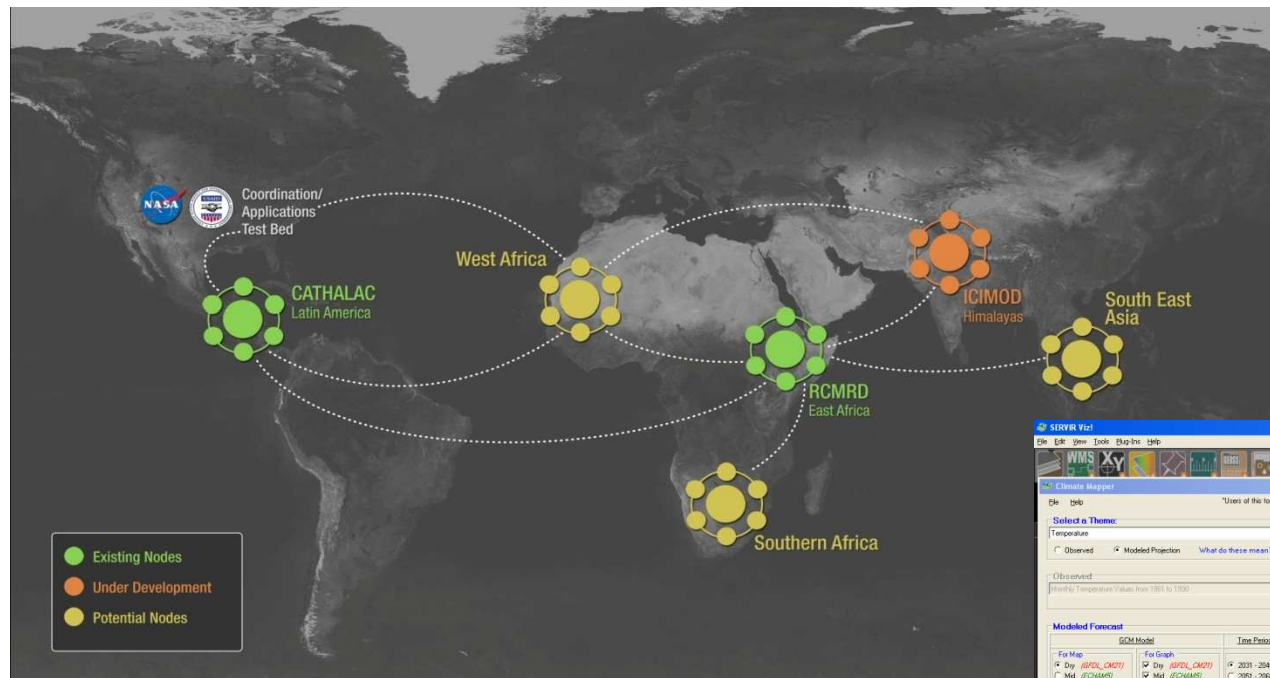 NASA
USAID
Coordination/
Applications
Test Bed
West Africa
CATHALAC
Latin America
ICIMOD
Himalayas
South East
Asia
RCMRD
East Africa
Southern Africa
Existing Nodes
Under Development
Potential Nodes
SERVIR Viz!
File Edit View Tools Plug-Ins Help
WMS XY
Climate Mapper
File Help "Users of this to
Select a Theme:
Temperature
Observed Modeled Projection What do these mean?
Observed
Monthly Temperature Values from 1961 to 1990
Modeled Forecast
GCM Model Time Period
For Map For Graph
Dry (GFDL_CM21) Dry (GFDL_CM21) 2031 - 204
Mid (ECHAM5) Mid (ECHAM5) 2051 - 206